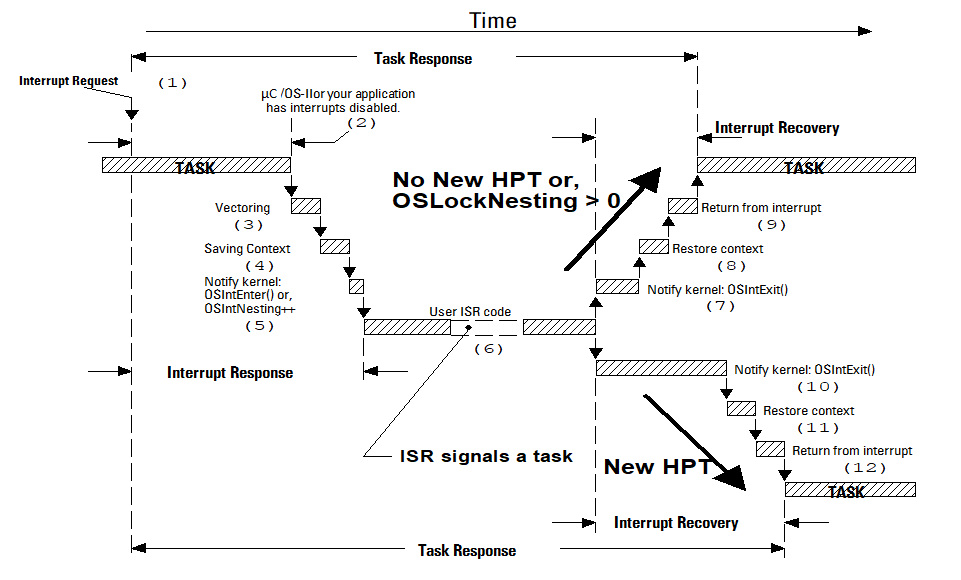 Time
Task Response
Interrupt Request
(1)
µC /OS-IIor your application
has interrupts disabled.
(2)
Interrupt Recovery
TASK
TASK
No New HPT or,
OSLockNesting > 0
Vectoring
(3)
Return from interrupt
(9)
Saving Context
(4)
Restore context
(8)
Notify kernel:
OSIntEnter() or,
OSIntNesting++
(5)
Notify kernel: OSIntExit()
(7)
User ISR code
(6)
Interrupt Response
Notify kernel: OSIntExit()
(10)
Restore context
(11)
ISR signals a task
New HPT
Return from interrupt
(12)
TASK
Interrupt Recovery
Task Response